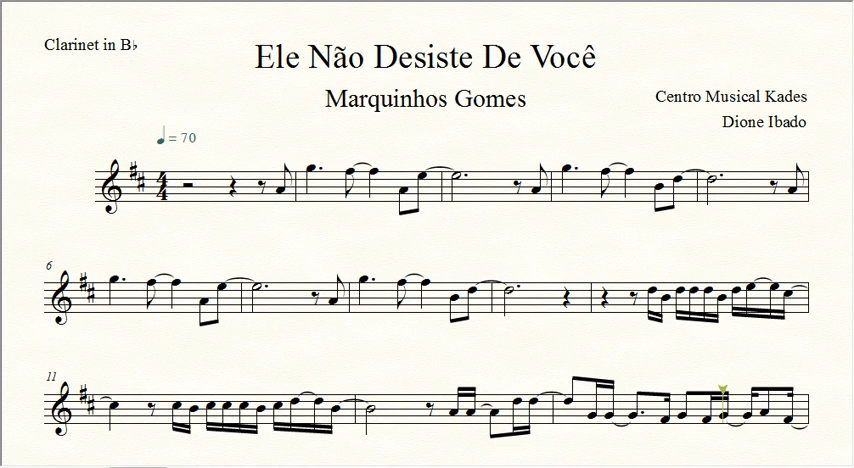 Clarinet in B♭
Ele Não Desiste De Você
Marquinhos Gomes
Centro Musical Kades
Dione Ibado
♩ = 70
4
4
6
11